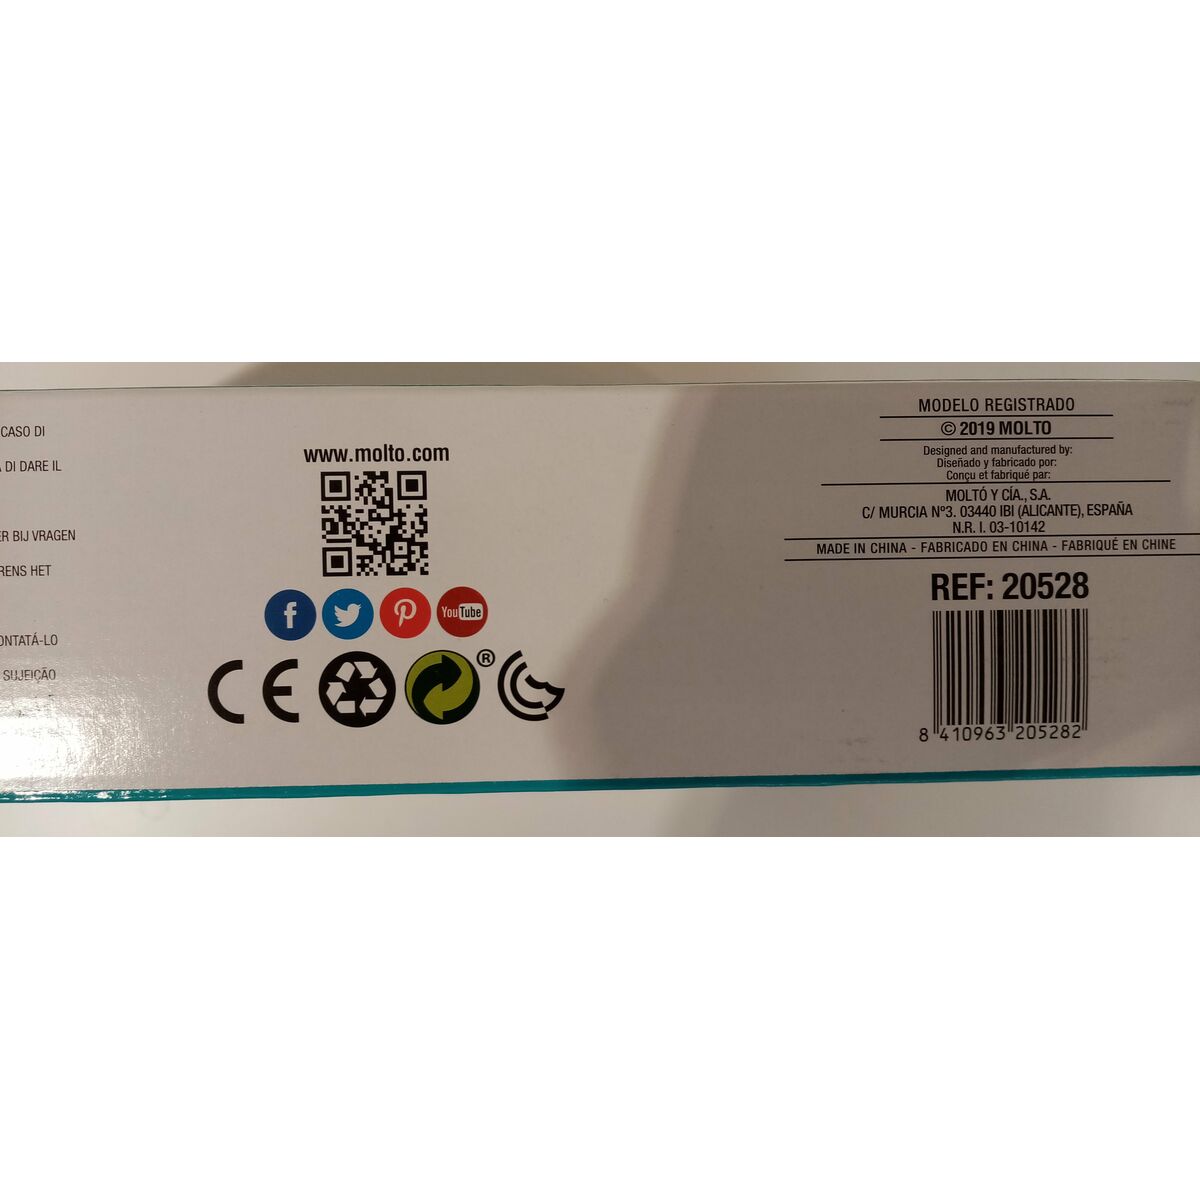 CASO DI
A DI DARE IL
ER BIJ VRAGEN
RENS HET
ONTATÁ-LO
SUJEIÇÃO
www.molto.com
f
YouTube
CE
®
MODELO REGISTRADO
© 2019 MOLTO
Designed and manufactured by:
Diseñado y fabricado por:
Conçu et fabriqué par:
MOLTÓ Y CÍA., S.A.
C/ MURCIA Nº3. 03440 IBI (ALICANTE), ESPAÑA
N.R. I. 03-10142
MADE IN CHINA - FABRICADO EN CHINA - FABRIQUÉ EN CHINE
REF: 20528
8 410963 205282